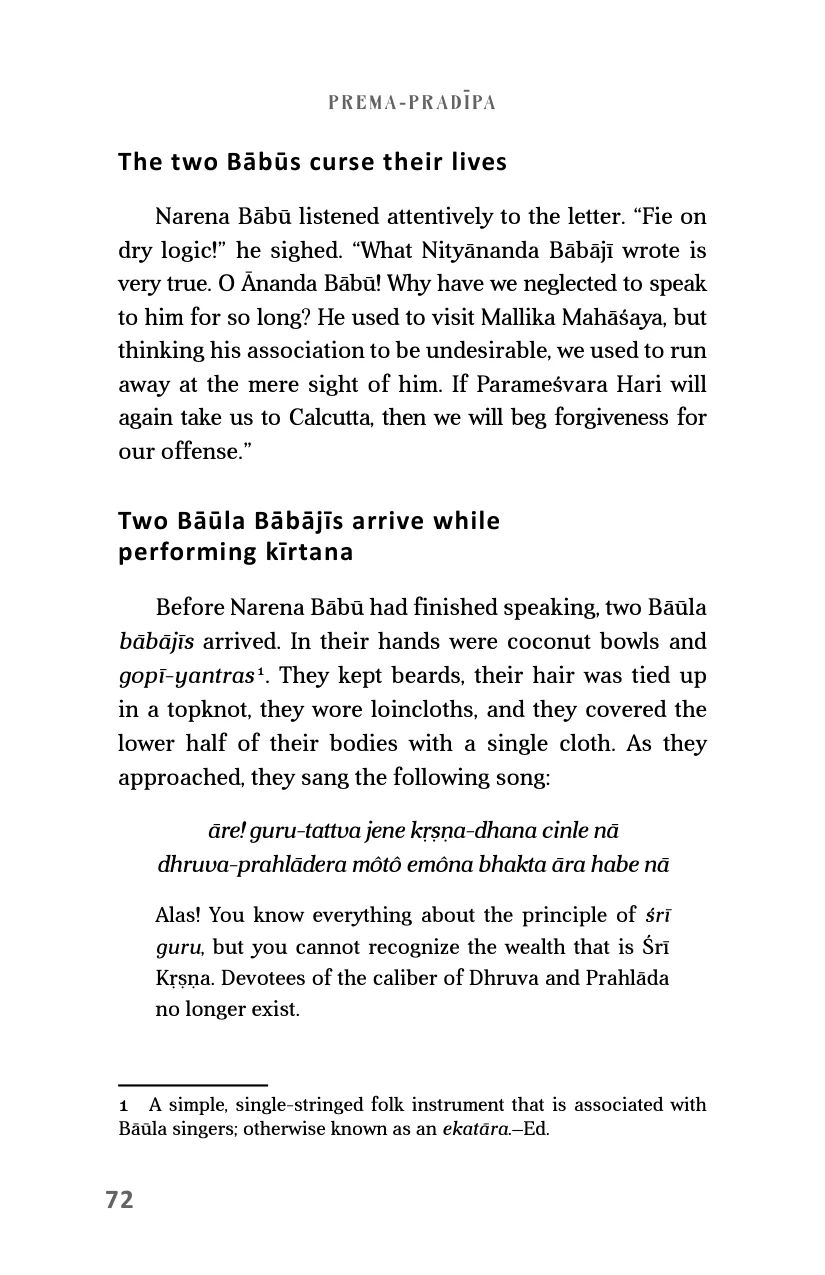 PREMA-PRADĪPA
The two Bābūs curse their lives
Narena Bābū listened attentively to the letter. “Fie on
dry logic!” he sighed. “What Nityānanda Bābājī wrote is
very true. O Ānanda Bābū! Why have we neglected to speak
to him for so long? He used to visit Mallika Mahāśaya, but
thinking his association to be undesirable, we used to run
away at the mere sight of him. If Parameśvara Hari will
again take us to Calcutta, then we will beg forgiveness for
our offense.”
Two Bāūla Bābājīs arrive while
performing kīrtana
Before Narena Bābū had finished speaking, two Bāūla
bābājīs arrived. In their hands were coconut bowls and
gopī-yantras¹. They kept beards, their hair was tied up
in a topknot, they wore loincloths, and they covered the
lower half of their bodies with a single cloth. As they
approached, they sang the following song:
āre! guru-tattva jene kṛṣṇa-dhana cinle nā
dhruva-prahlādera môtô emôna bhakta āra habe nā
Alas! You know everything about the principle of śrī
guru, but you cannot recognize the wealth that is Śrī
Kṛṣṇa. Devotees of the caliber of Dhruva and Prahlāda
no longer exist.
1 A simple, single-stringed folk instrument that is associated with
Bāūla singers; otherwise known as an ekatāra.–Ed.
72